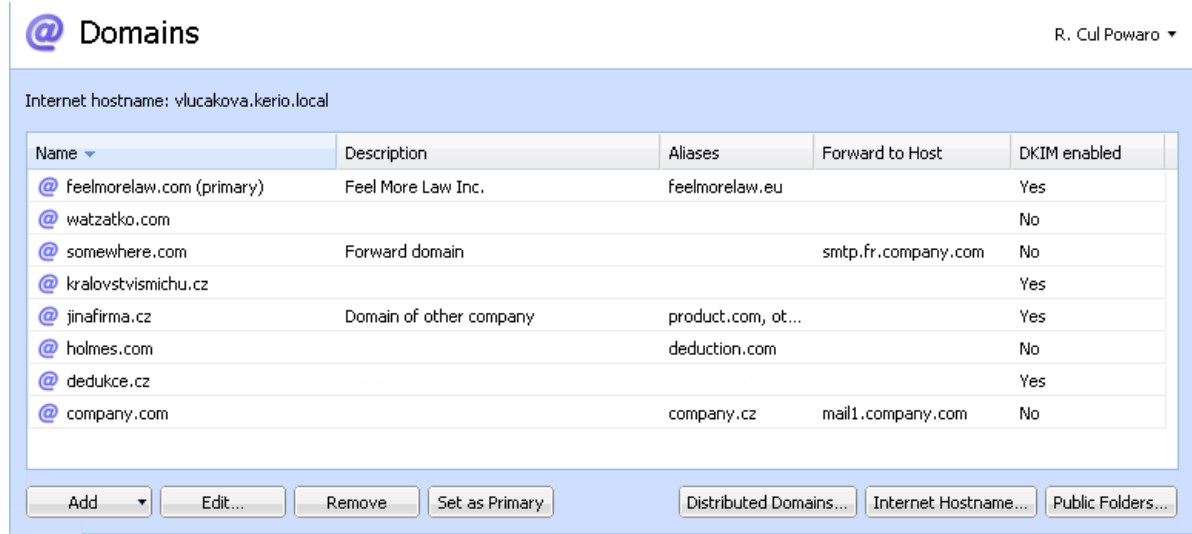 @ Domains R. Cul Powaro
Internet hostname: vlucakova.kerio.local
Name Description Aliases Forward to Host DKIM enabled
@ feelmorelaw.com (primary) Feel More Law Inc. feelmorelaw.eu Yes
@ watzatko.com No
@ somewhere.com Forward domain smtp.fr.company.com No
@ kralovstvismichu.cz Yes
@ jinafirma.cz Domain of other company product.com, ot... Yes
@ holmes.com deduction.com No
@ dedukce.cz Yes
@ company.com company.cz mail1.company.com No
Add Edit... Remove Set as Primary Distributed Domains... Internet Hostname... Public Folders...